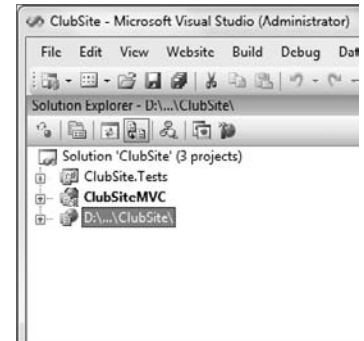 ClubSite - Microsoft Visual Studio (Administrator)
File Edit View Website Build Debug Dat
Solution Explorer - D:\...\ClubSite\
Solution 'ClubSite' (3 projects)
ClubSite.Tests
ClubSiteMVC
D:\...\ClubSite\